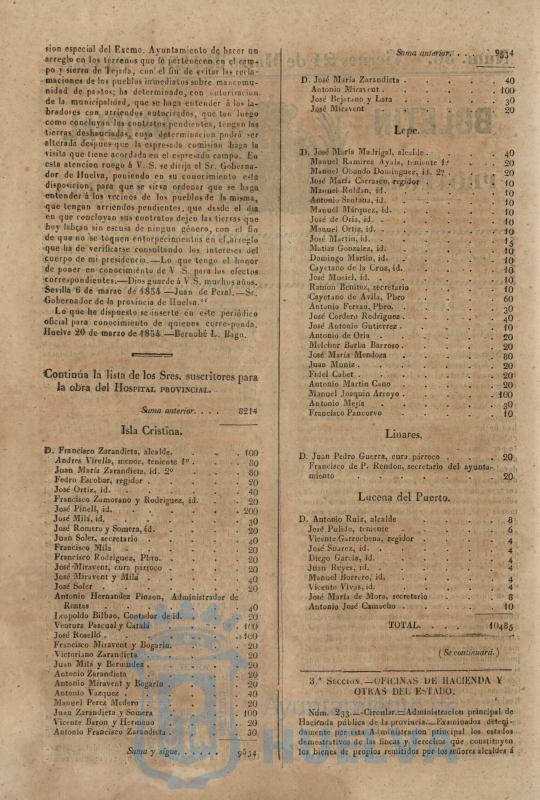 sion especial del Excmo. Ayuntamiento de hacer un
arreglo en los terrenos que le pertenecen en el cam-
po y sierra de Tejada, con el fin de evitar las recla-
maciones de los pueblos inmediatos sobre mancomu-
nidad de pastos; ha determinado, con autorizacion
de la municipalidad, que se haga entender á los la-
bradores con arriendos autorizados, que tan luego
como concluyan los contratos pendientes, tengan las
tierras deshauciadas, cuya determinacion podrá ser
alterada despues que la espresada comision haga la
visita que tiene acordada en el espresado campo. En
esta atencion ruego á V. S. se dirija al Sr. Goberna-
dor de Huelva, poniendo en su conocimiento esta
disposicion, para que se sirva ordenar que se haga
entender á los vecinos de los pueblos de la misma,
que tengan arriendos pendientes, que desde el dia
en que concluyan sus contratos dejen las tierras que
hoy labran sin escusa de ningun género, con el fin
de que no se toquen entorpecimientos en el arreglo
que ha de verificarse consultando los intereses del
cuerpo de mi presidencia.—Lo que tengo el honor
de poner en conocimiento de V. S. para los efectos
correspondientes.—Dios guarde á V. S. muchos años.
Sevilla 6 de marzo de 1854.—Juan de Peral.—Sr.
Gobernador de la provincia de Huelva."
Lo que he dispuesto se inserte en este periódico
oficial para conocimiento de quienes corresponda.
Huelva 20 de marzo de 1854.—Bernabé L. Bago.
Continúa la lista de los Sres. suscritores para
la obra del HOSPITAL PROVINCIAL.
Suma anterior. . . . . 8214
Isla Cristina.
D. Francisco Zarandieta, alcalde. . . . 100
Andres Virella, menor, teniente 1º . . . 80
Juan María Zarandieta, id. 2º . . . 80
Pedro Escobar, regidor . . . 20
José Ortiz, id. . . . 40
Francisco Zamorano y Rodriguez, id. . . . 20
José Pinell, id. . . . 200
José Milá, id. . . . 30
José Romero y Somera, id. . . . 20
Juan Soler, secretario . . . 40
Francisco Mila . . . 20
Francisco Rodriguez, Pbro. . . . 20
José Miravent, cura párroco . . . 20
José Miravent y Milá . . . 40
José Soler . . . 20
Antonio Hernandez Pinzon, Administrador de
Rentas . . . 40
Leopoldo Bilbao, Contador de id. . . . 20
Ventura Pascual y Catalá . . . 100
José Roselló . . . 100
Francisco Miravent y Bogarin. . . . 20
Victoriano Zarandieta . . . 20
Juan Milá y Bermudez . . . 20
Antonio Zarandieta . . . 20
Antonio Miravent y Bogarin . . . 20
Antonio Vazquez . . . 40
Manuel Perez Medero . . . 20
Juan Zarandieta y Somera . . . 100
Vicente Baron y Hermano . . . 20
Antonio Francisco Zarandieta . . . 30
Suma y sigue. . . . . . 9534
Suma anterior. . . . . . 9534
D. José María Zarandieta . . . 40
Antonio Miravent . . . 100
José Bejarano y Lara . . . 30
José Miravent . . . 20
Lepe.
D. José María Madrigal, alcalde . . . 40
Manuel Ramirez Ayala, teniente 1º . . . 20
Manuel Obando Dominguez, id. 2º . . . 20
José María Carrasco, regidor . . . 10
Manuel Roldan, id. . . . 10
Antonio Santana, id. . . . 10
Manuel Márquez, id. . . . 10
José de Oria, id. . . . 10
Manuel Ortiz, id. . . . 10
José Martin, id. . . . 15
Matias Gonzalez, id. . . . 10
Domingo Martin, id. . . . 10
Cayetano de la Cruz, id. . . . 10
José Muriel, id. . . . 10
Ramon Benitez, secretario . . . 10
Cayetano de Avila, Pbro . . . 60
Antonio Ferran, Pbro. . . . 30
José Cordero Rodriguez . . . 40
José Antonio Gutierrez . . . 10
Antonio de Oria . . . 20
Melchor Barba Barroso . . . 20
José María Mendoza . . . 80
Juan Muniz . . . 20
Fidel Cabet . . . 20
Antonio Martin Cano . . . 20
Manuel Joaquin Arroyo . . . 100
Antonio Mejía . . . 30
Francisco Pancorvo . . . 10
Linares.
D. Juan Pedro Guerra, cura párroco . . . 20
Francisco de P. Rendon, secretario del ayunta-
miento . . . 20
Lucena del Puerto.
D. Antonio Ruiz, alcalde . . . 8
José Pulido, teniente . . . 6
Vicente Garrochena, regidor . . . 4
José Suarez, id. . . . 4
Diego Garcia, id. . . . 4
Juan Reyes, id. . . . 4
Manuel Borrero, id. . . . 4
Vicente Vivas, id. . . . 4
José María de Mora, secretario . . . 8
Antonio José Camacho . . . 10
TOTAL. . . . 10485
(Se continuará.)
3.ª SECCION.—OFICINAS DE HACIENDA Y
OTRAS DEL ESTADO.
Núm. 233.—Circular.—Administracion principal de
Hacienda pública de la provincia.—Examinados deteni-
damente por esta Administracion principal los estados
demostrativos de las fincas y derechos que constituyen
los bienes de propios remitidos por los señores alcaldes á